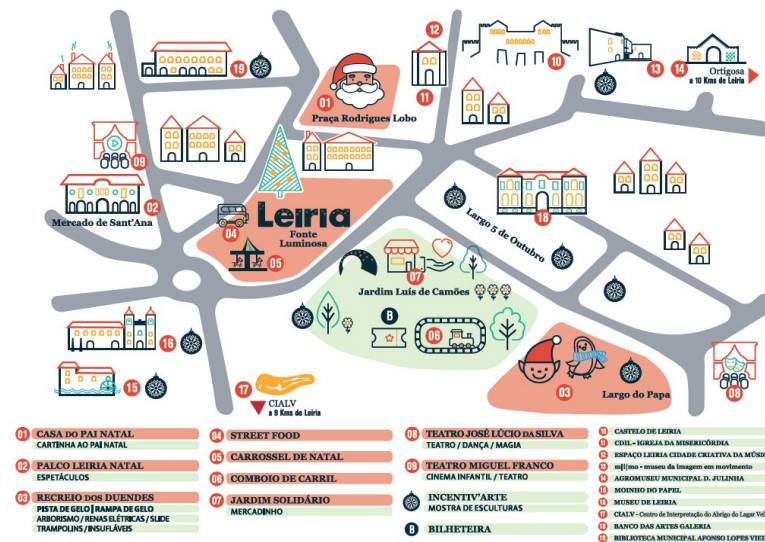 12
19
01
Praça Rodrigues Lobo
11
10
13
14
Ortigosa
a 10 Kms de Leiria
09
02
Mercado de Sant'Ana
04
Leiria
Fonte
Luminosa
05
18
Largo 5 de Outubro
07
Jardim Luís de Camões
B
06
16
15
17
CIALV
a 9 Kms de Leiria
03
Largo do Papa
08
01 CASA DO PAI NATAL
CARTINHA AO PAI NATAL
02 PALCO LEIRIA NATAL
ESPETÁCULOS
03 RECREIO DOS DUENDES
PISTA DE GELO | RAMPA DE GELO
ARBORISMO / RENAS ELÉTRICAS / SLIDE
TRAMPOLINS / INSUFLÁVEIS
04 STREET FOOD
05 CARROSSEL DE NATAL
06 COMBOIO DE CARRIL
07 JARDIM SOLIDÁRIO
MERCADINHO
08 TEATRO JOSÉ LÚCIO DA SILVA
TEATRO / DANÇA / MAGIA
09 TEATRO MIGUEL FRANCO
CINEMA INFANTIL / TEATRO
INCENTIV'ARTE
MOSTRA DE ESCULTURAS
B BILHETEIRA
10 CASTELO DE LEIRIA
11 CDIL - IGREJA DA MISERICÓRDIA
12 ESPAÇO LEIRIA CIDADE CRIATIVA DA MÚSIC
13 m|i|mo - museu da imagem em movimento
14 AGROMUSEU MUNICIPAL D. JULINHA
15 MOINHO DO PAPEL
16 MUSEU DE LEIRIA
17 CIALV - Centro de Interpretação do Abrigo do Lagar Vel
18 BANCO DAS ARTES GALERIA
19 BIBLIOTECA MUNICIPAL AFONSO LOPES VIEI